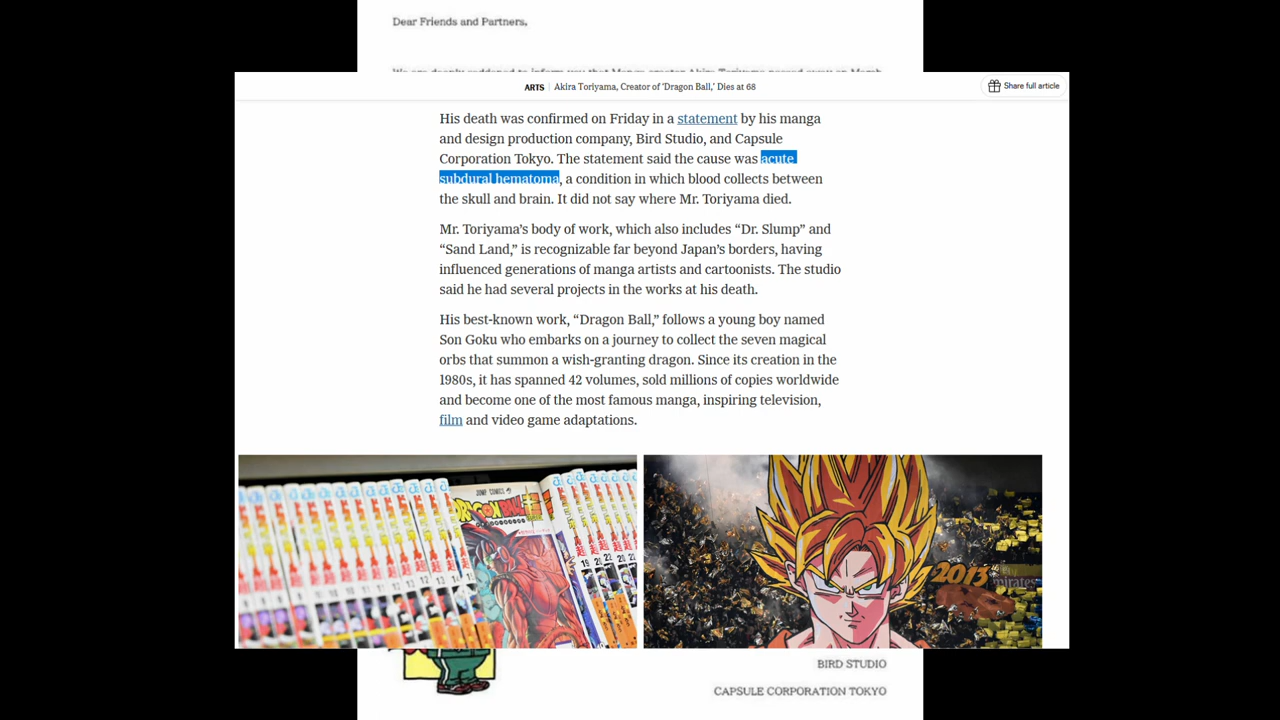 Dear Friends and Partners,
ARTS | Akira Toriyama, Creator of 'Dragon Ball,' Dies at 68
Share full article
His death was confirmed on Friday in a statement by his manga
and design production company, Bird Studio, and Capsule
Corporation Tokyo. The statement said the cause was acute
subdural hematoma, a condition in which blood collects between
the skull and brain. It did not say where Mr. Toriyama died.
Mr. Toriyama’s body of work, which also includes “Dr. Slump” and
“Sand Land,” is recognizable far beyond Japan’s borders, having
influenced generations of manga artists and cartoonists. The studio
said he had several projects in the works at his death.
His best-known work, “Dragon Ball,” follows a young boy named
Son Goku who embarks on a journey to collect the seven magical
orbs that summon a wish-granting dragon. Since its creation in the
1980s, it has spanned 42 volumes, sold millions of copies worldwide
and become one of the most famous manga, inspiring television,
film and video game adaptations.
JUMP COMICS
2013
BIRD STUDIO
CAPSULE CORPORATION TOKYO